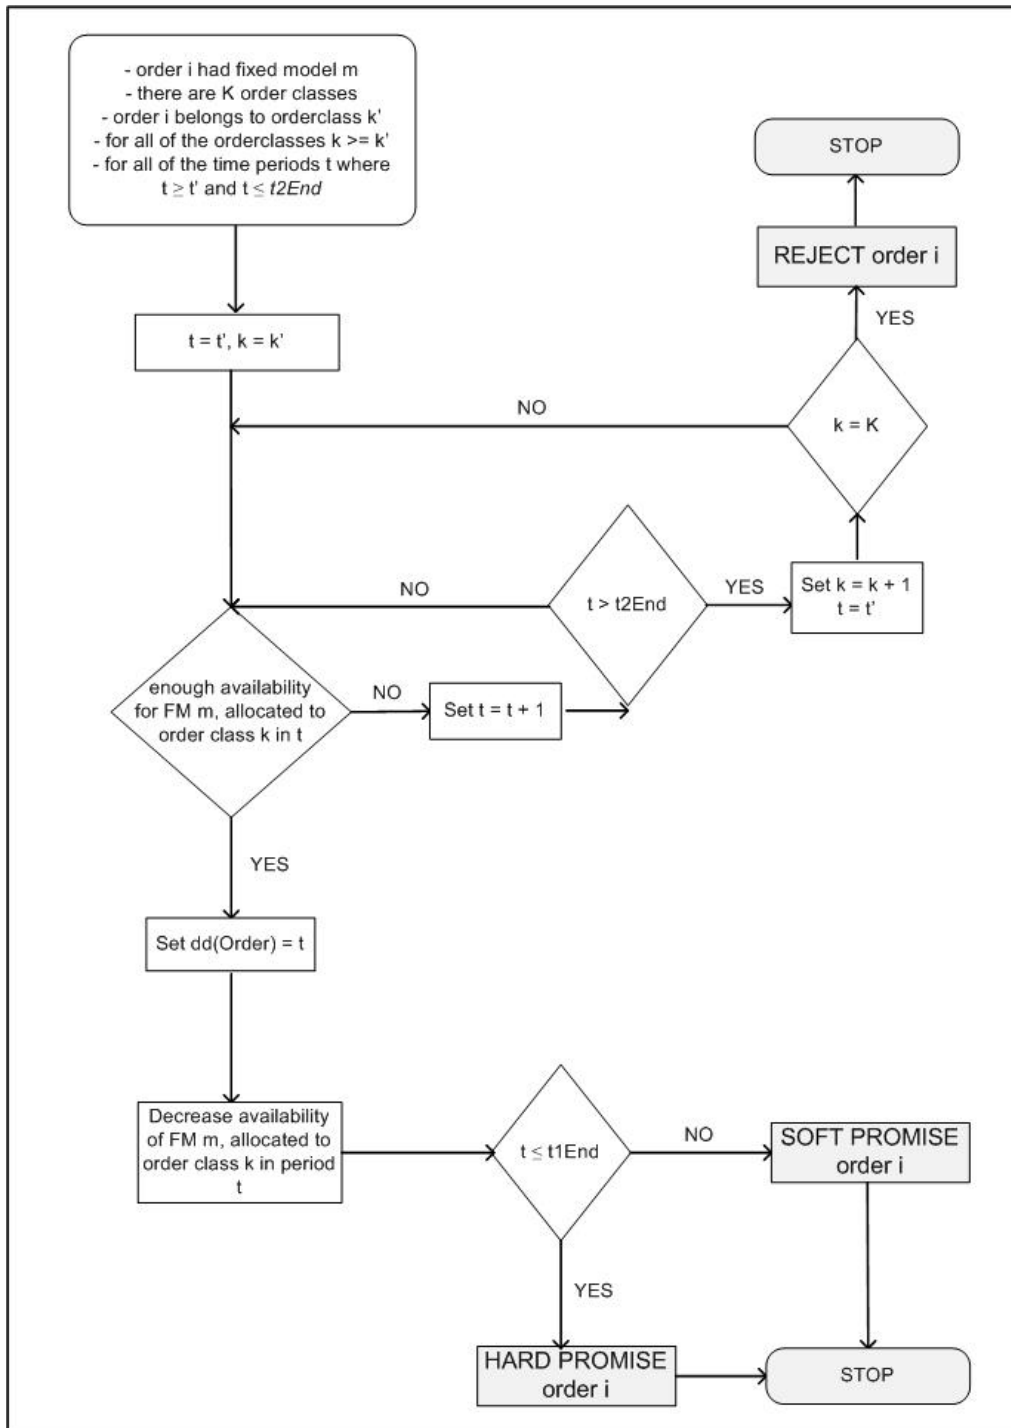 - order i had fixed model m
- there are K order classes
- order i belongs to orderclass k'
- for all of the orderclasses k >= k'
- for all of the time periods t where
t ≥ t' and t ≤ t2End
STOP
REJECT order i
YES
t = t', k = k'
NO
k = K
NO
t > t2End
YES
Set k = k + 1
t = t'
enough availability
for FM m, allocated to
order class k in t
NO
Set t = t + 1
YES
Set dd(Order) = t
Decrease availability
of FM m, allocated to
order class k in period
t
t ≤ t1End
NO
SOFT PROMISE
order i
YES
HARD PROMISE
order i
STOP